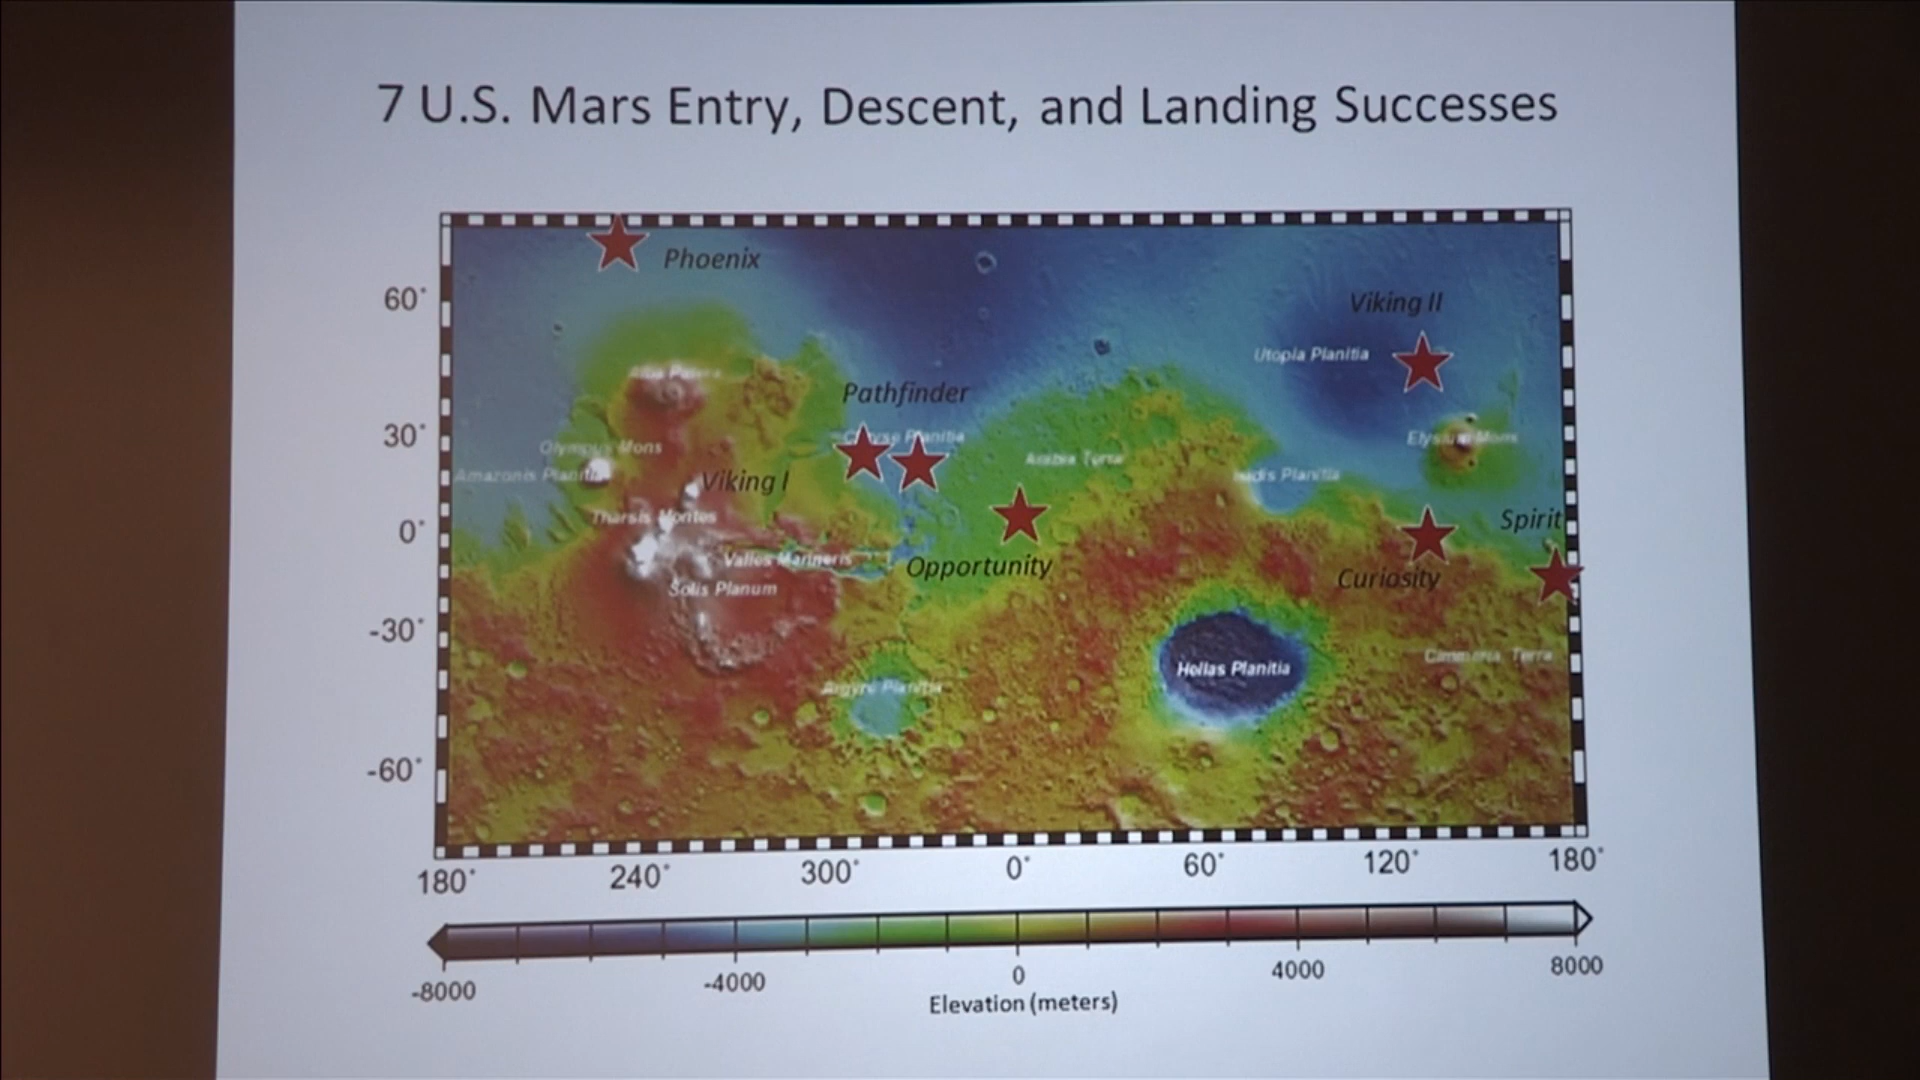 7 U.S. Mars Entry, Descent, and Landing Successes
Phoenix
60°
Viking II
Utopia Planitia
Alba Patera
Pathfinder
30°
Chryse Planitia
Elysium Mons
Olympus Mons
Arabia Terra
Amazonis Planitia
Viking I
Isidis Planitia
Tharsis Montes
Spirit
0°
Valles Marineris
Opportunity
Curiosity
Solis Planum
-30°
Hellas Planitia
Cimmeria Terra
Argyre Planitia
-60°
180° 240° 300° 0° 60° 120° 180°
-8000 -4000 0 4000 8000
Elevation (meters)